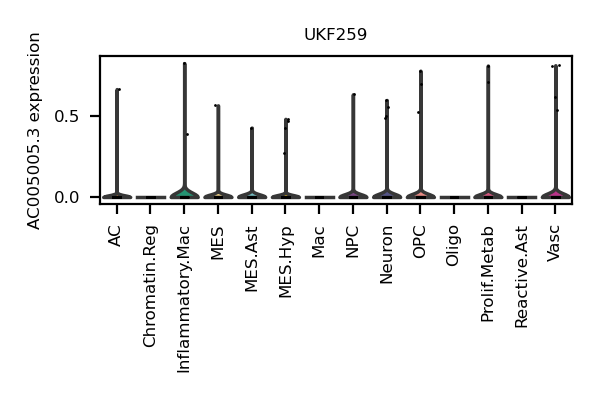 UKF259
AC005005.3 expression
0.5
0.0
AC
Chromatin.Reg
Inflammatory.Mac
MES
MES.Ast
MES.Hyp
Mac
NPC
Neuron
OPC
Oligo
Prolif.Metab
Reactive.Ast
Vasc